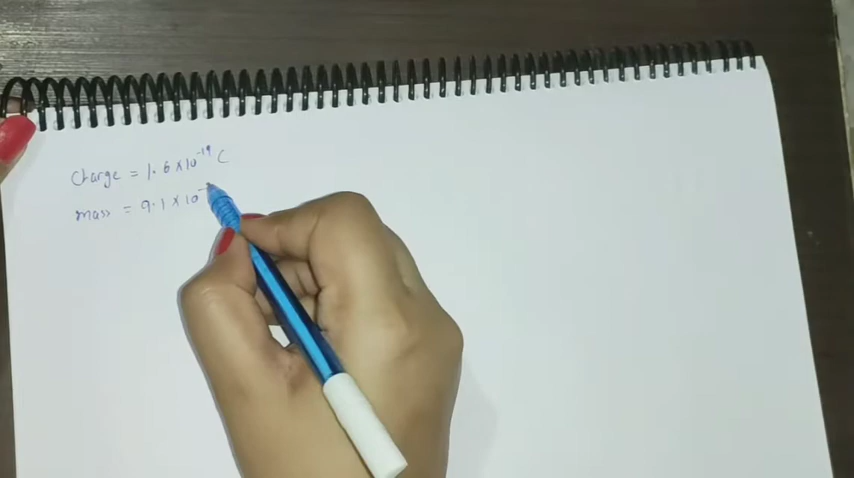 Charge = 1.6 × 10⁻¹⁹ C
mass = 9.1 × 10⁻